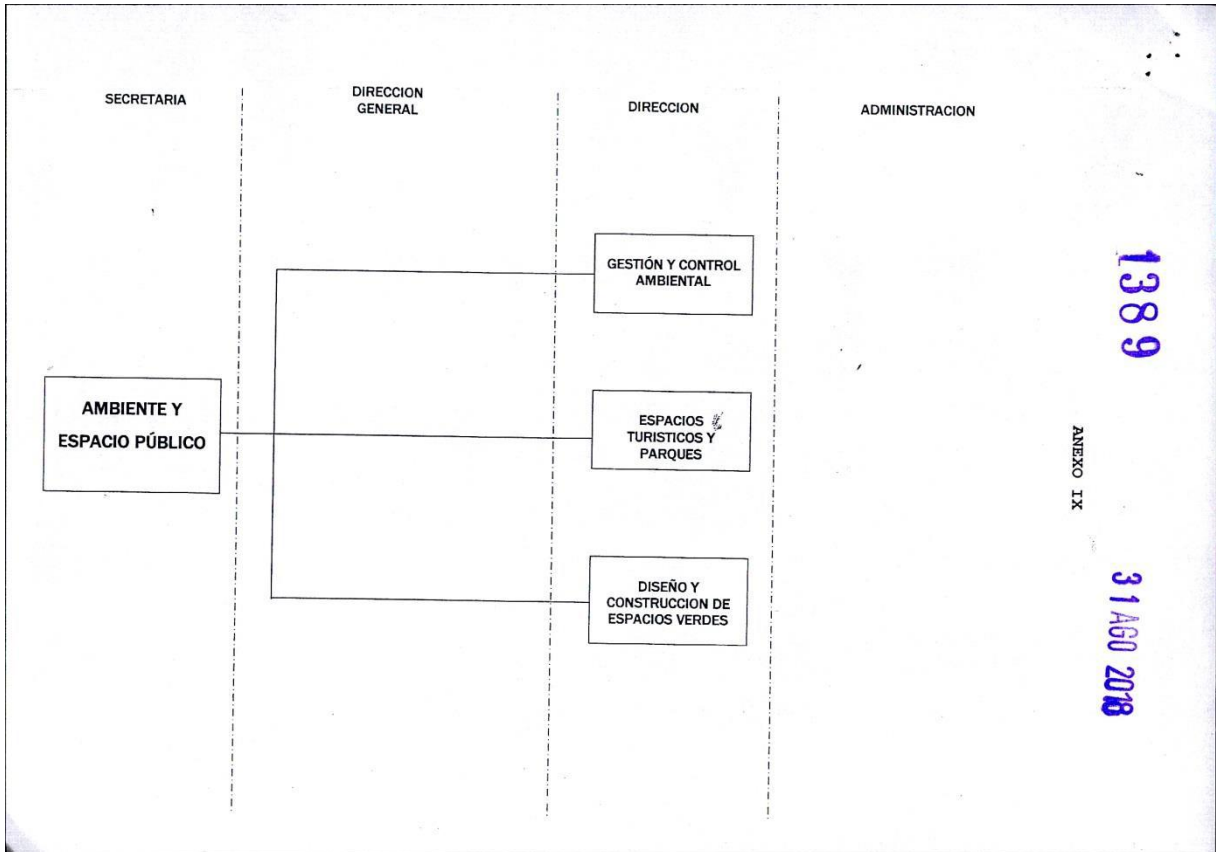 SECRETARIA
DIRECCION
GENERAL
DIRECCION
ADMINISTRACION
GESTIÓN Y CONTROL
AMBIENTAL
AMBIENTE Y
ESPACIO PÚBLICO
ESPACIOS
TURISTICOS Y
PARQUES
DISEÑO Y
CONSTRUCCION DE
ESPACIOS VERDES
1389
ANEXO IX
31 AGO 2018